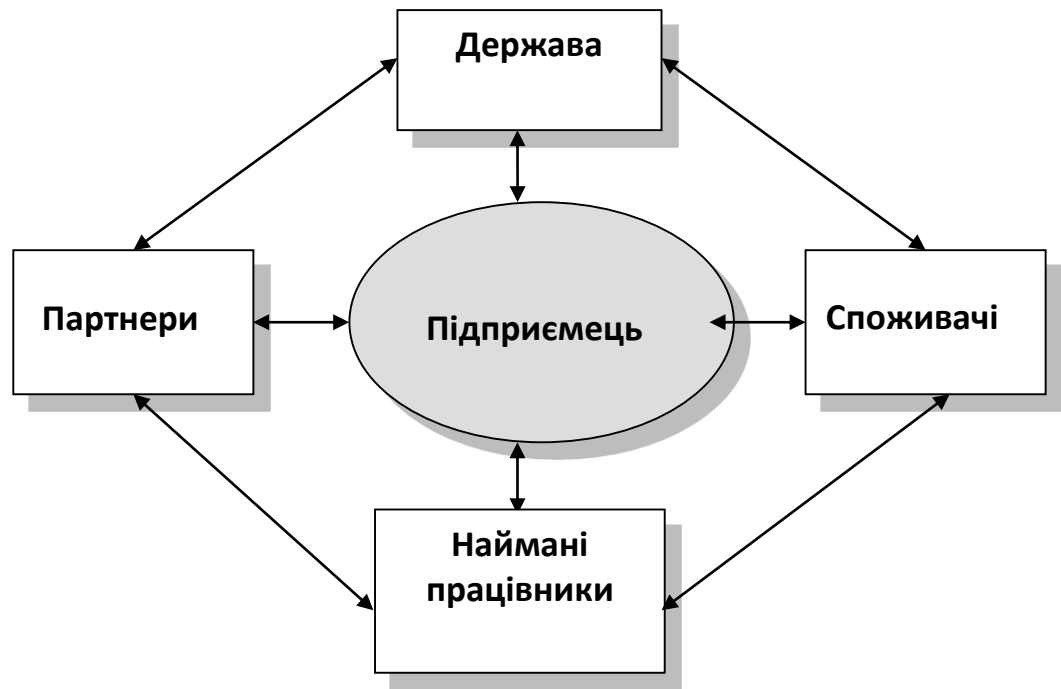 Держава
Партнери
Підприємець
Споживачі
Наймані
працівники